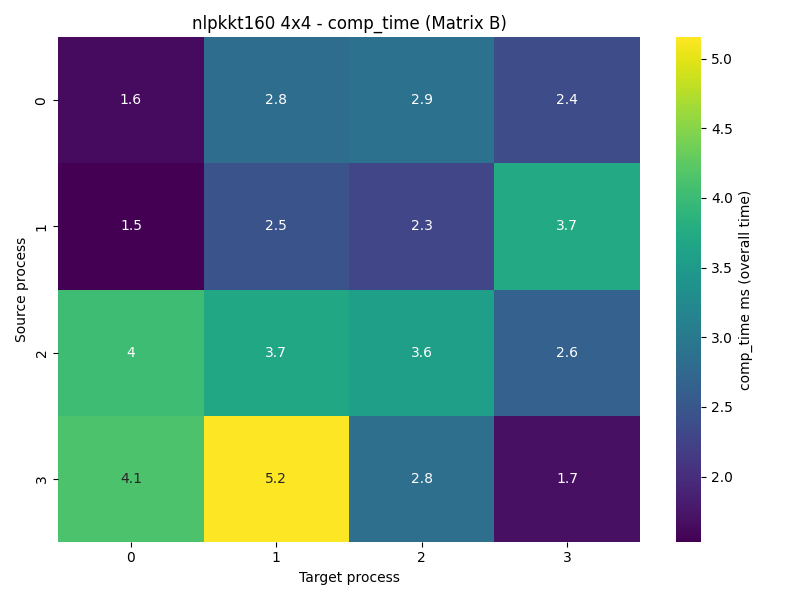 nlpkkt160 4x4 - comp_time (Matrix B)
0 1.6 2.8 2.9 2.4
1 1.5 2.5 2.3 3.7
2 4 3.7 3.6 2.6
3 4.1 5.2 2.8 1.7
0 1 2 3
Target process
Source process
5.0
4.5
4.0
3.5
3.0
2.5
2.0
comp_time ms (overall time)